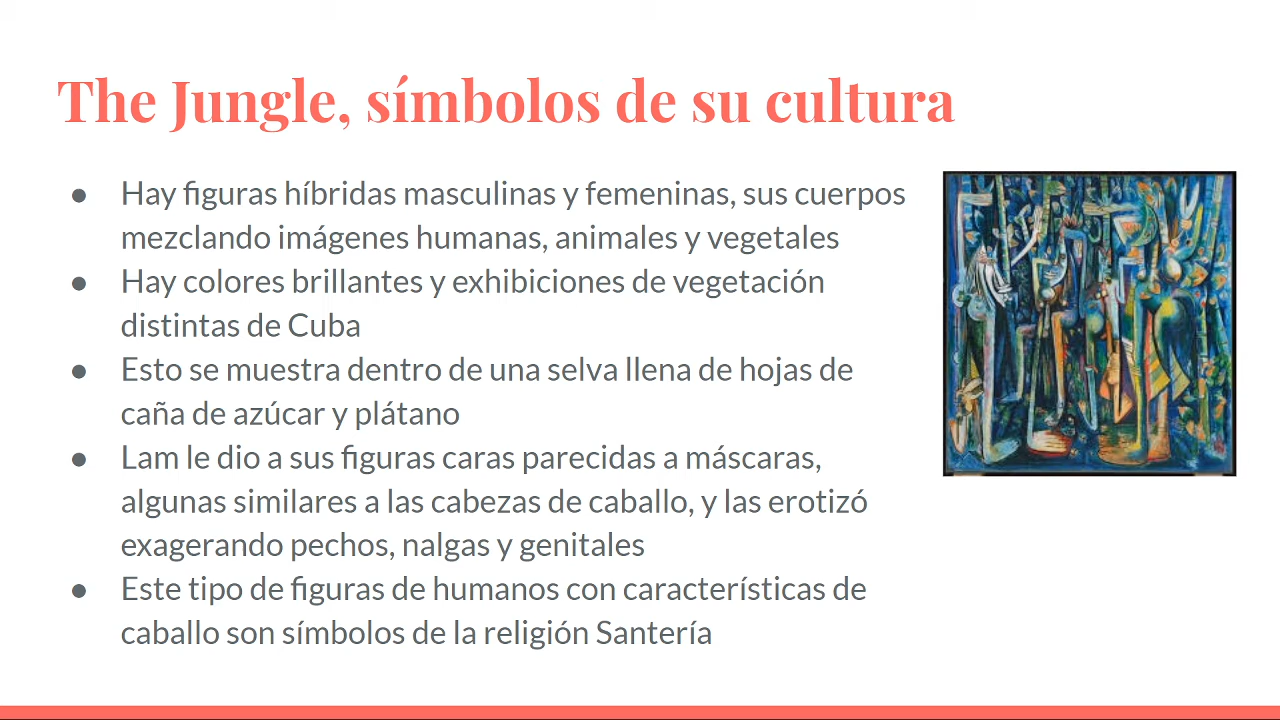 The Jungle, símbolos de su cultura
● Hay figuras híbridas masculinas y femeninas, sus cuerpos
mezclando imágenes humanas, animales y vegetales
● Hay colores brillantes y exhibiciones de vegetación
distintas de Cuba
● Esto se muestra dentro de una selva llena de hojas de
caña de azúcar y plátano
● Lam le dio a sus figuras caras parecidas a máscaras,
algunas similares a las cabezas de caballo, y las erotizó
exagerando pechos, nalgas y genitales
● Este tipo de figuras de humanos con características de
caballo son símbolos de la religión Santería